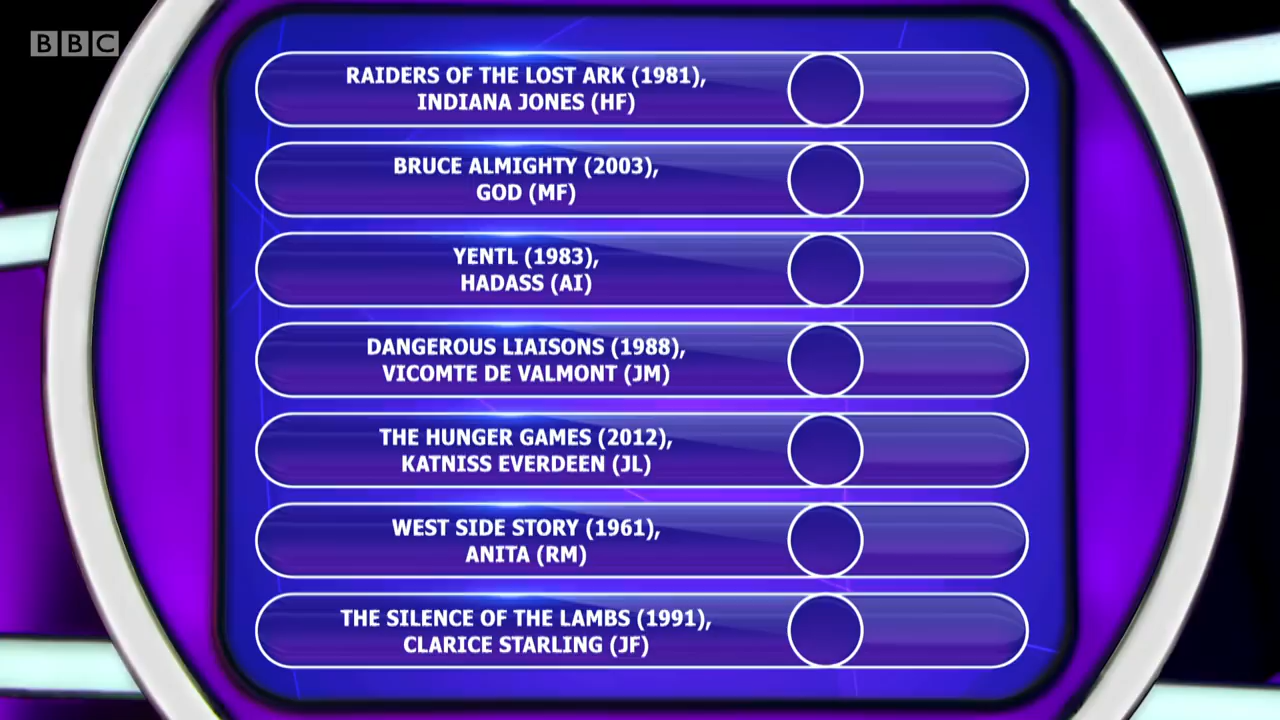 BBC
RAIDERS OF THE LOST ARK (1981),
INDIANA JONES (HF)
BRUCE ALMIGHTY (2003),
GOD (MF)
YENTL (1983),
HADASS (AI)
DANGEROUS LIAISONS (1988),
VICOMTE DE VALMONT (JM)
THE HUNGER GAMES (2012),
KATNISS EVERDEEN (JL)
WEST SIDE STORY (1961),
ANITA (RM)
THE SILENCE OF THE LAMBS (1991),
CLARICE STARLING (JF)